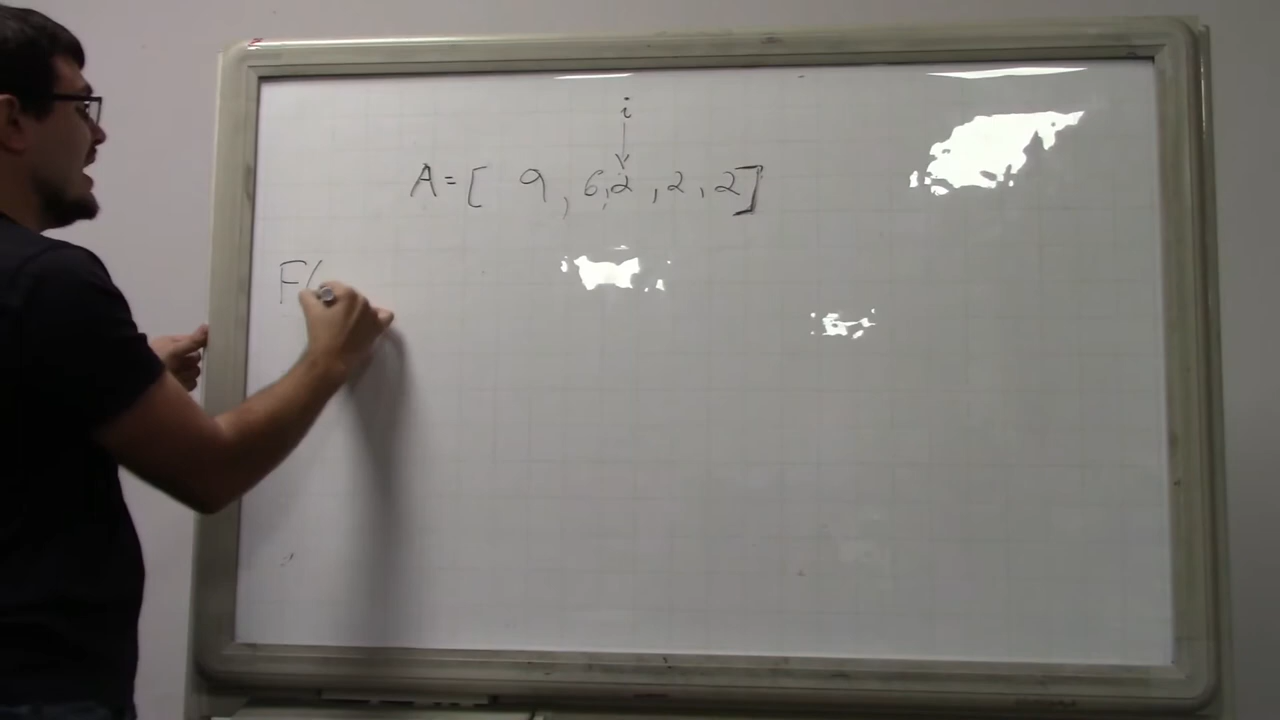 i
A=[ 9, 6,2, 2, 2]
F(